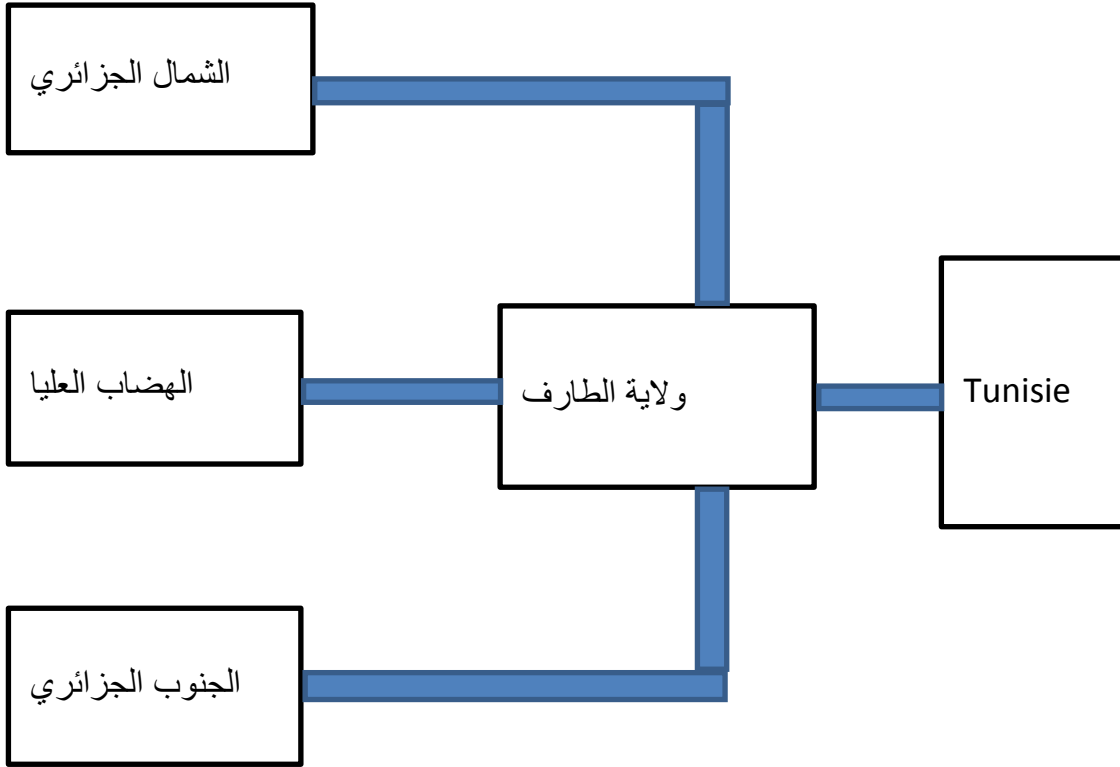 الشمال الجزائري
الهضاب العليا
ولاية الطارف
Tunisie
الجنوب الجزائري